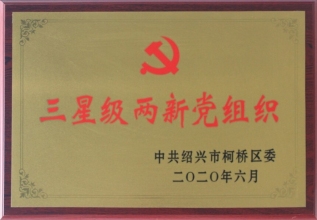 三星级两新党组织
中共绍兴市柯桥区委
二〇二〇年六月